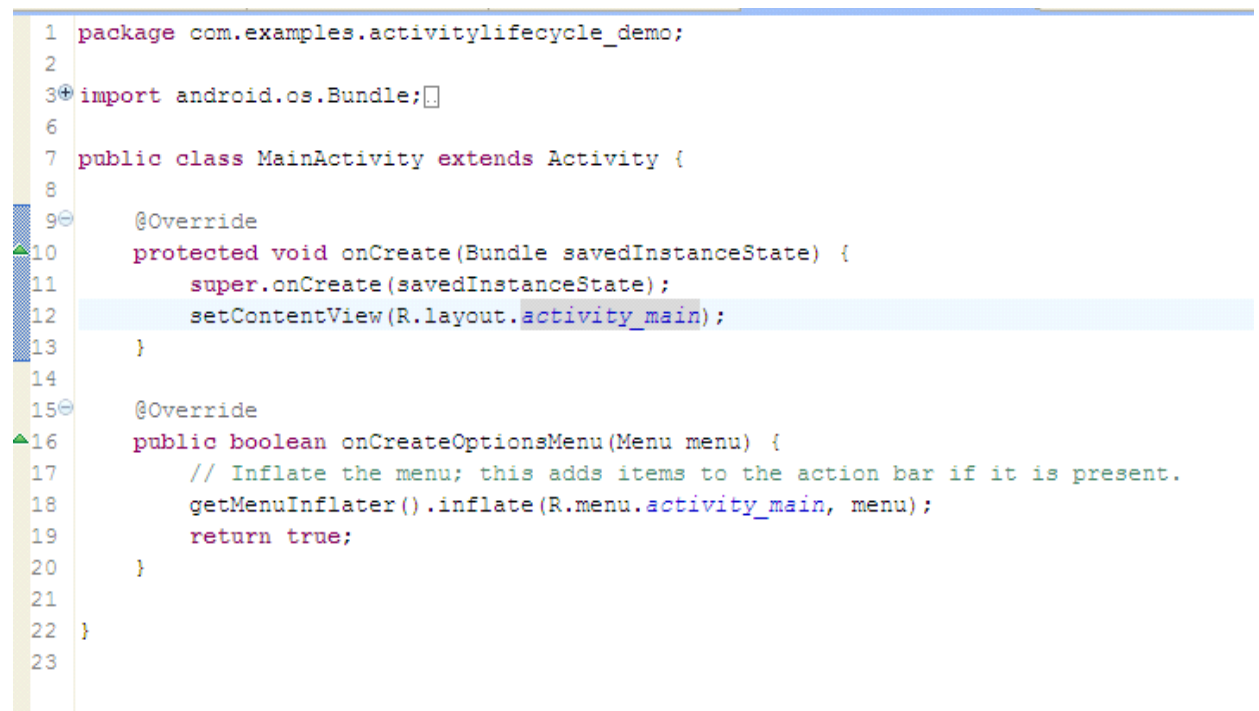 1 package com.examples.activitylifecycle_demo;
2
3 import android.os.Bundle;
6
7 public class MainActivity extends Activity {
8
9 @Override
10 protected void onCreate(Bundle savedInstanceState) {
11 super.onCreate(savedInstanceState);
12 setContentView(R.layout.activity_main);
13 }
14
15 @Override
16 public boolean onCreateOptionsMenu(Menu menu) {
17 // Inflate the menu; this adds items to the action bar if it is present.
18 getMenuInflater().inflate(R.menu.activity_main, menu);
19 return true;
20 }
21
22 }
23